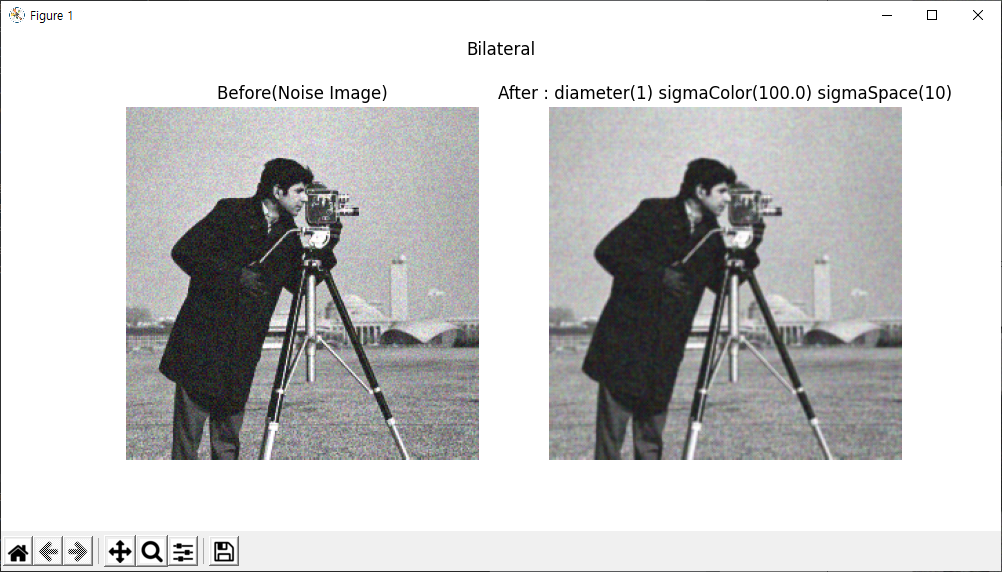 Figure 1
Bilateral
Before(Noise Image)
After : diameter(1) sigmaColor(100.0) sigmaSpace(10)